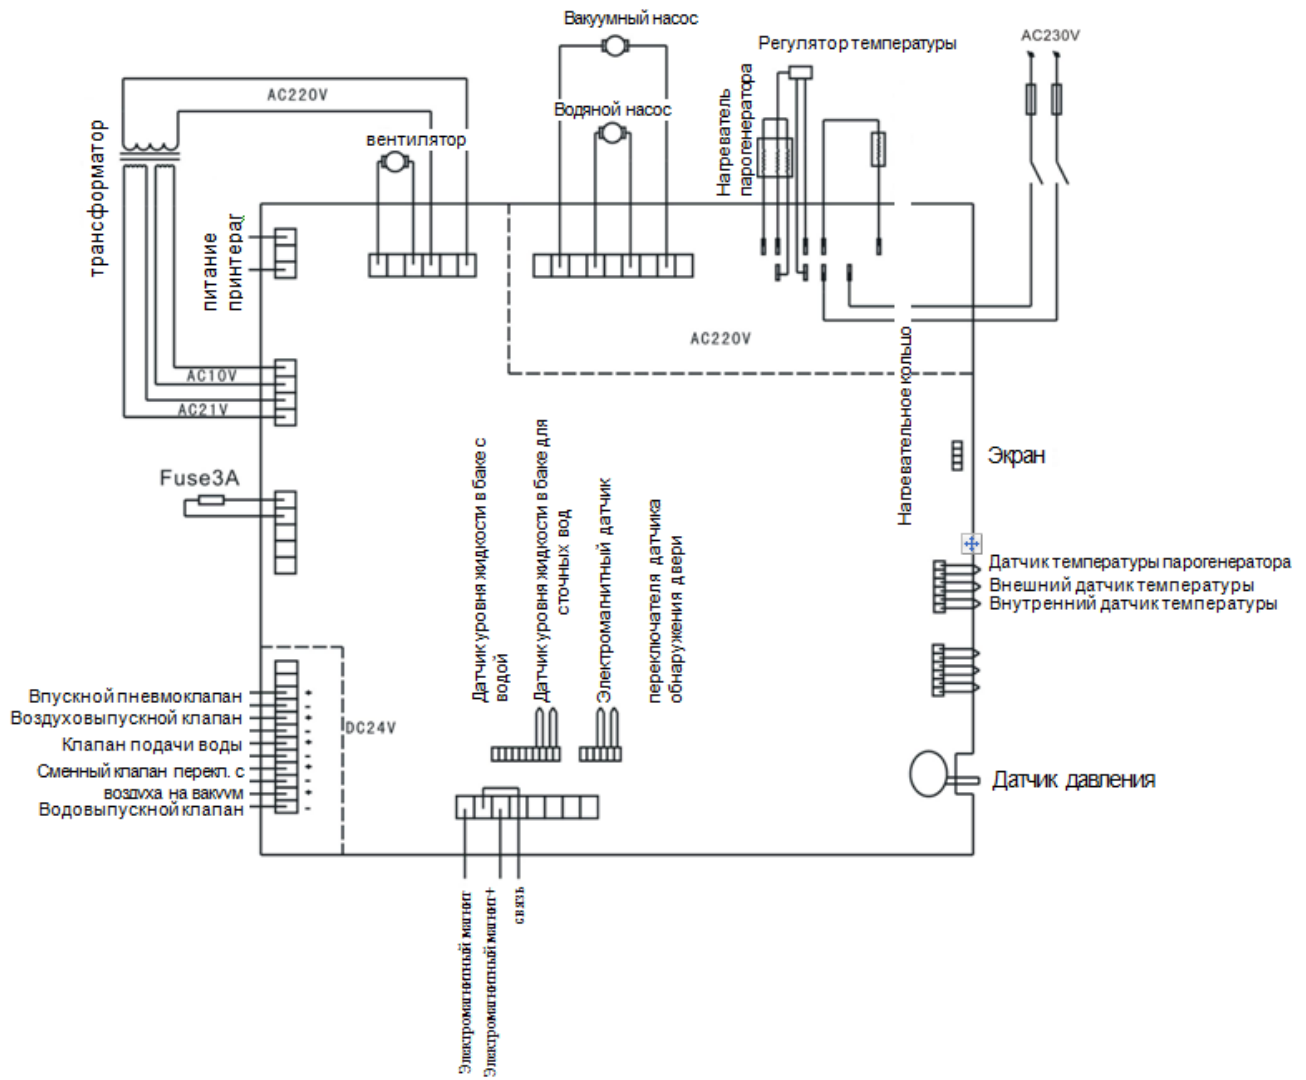 Вакуумный насос
Регулятор температуры
AC230V
AC220V
Водяной насос
вентилятор
Нагреватель
парогенератора
трансформатор
питание
принтераг
AC220V
Нагревательное кольцо
AC10V
AC21V
Fuse3A
Экран
Датчик уровня жидкости в баке с
водой
Датчик уровня жидкости в баке для
сточных вод
Электромагнитный датчик
переключателя датчика
обнаружения двери
Датчик температуры парогенератора
Внешний датчик температуры
Внутренний датчик температуры
Впускной пневмоклапан
Воздуховыпускной клапан
Клапан подачи воды
Сменный клапан перекл. с
воздуха на вакуум
Водовыпускной клапан
+
-
+
-
+
-
+
-
+
-
DC24V
Датчик давления
Электромагнитный магнит
Электромагнитный магнит+
связь